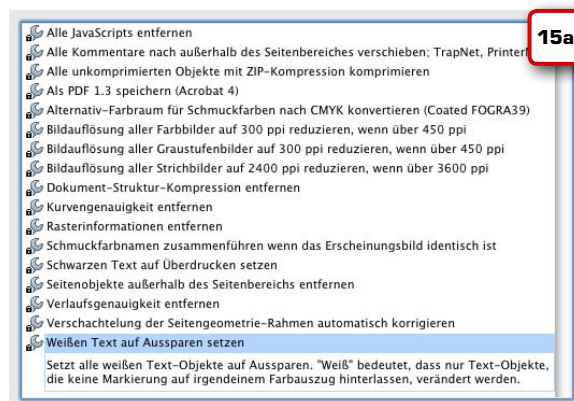 15a
Alle JavaScripts entfernen
Alle Kommentare nach außerhalb des Seitenbereiches verschieben; TrapNet,
Alle unkomprimierten Objekte mit ZIP-Kompression komprimieren
Als PDF 1.3 speichern (Acrobat 4)
Alternativ-Farbraum für Schmuckfarben nach CMYK konvertieren (Coated FOGRA39)
Bildauflösung aller Farbbilder auf 300 ppi reduzieren, wenn über 450 ppi
Bildauflösung aller Graustufenbilder auf 300 ppi reduzieren, wenn über 450 ppi
Bildauflösung aller Strichbilder auf 2400 ppi reduzieren, wenn über 3600 ppi
Dokument-Struktur-Kompression entfernen
Kurvengenauigkeit entfernen
Rasterinformationen entfernen
Schmuckfarbnamen zusammenführen wenn das Erscheinungsbild identisch ist
Schwarzen Text auf Überdrucken setzen
Seitenobjekte außerhalb des Seitenbereichs entfernen
Verlaufsgenauigkeit entfernen
Verschachtelung der Seitengeometrie-Rahmen automatisch korrigieren
Weißen Text auf Aussparen setzen
Setzt alle weißen Text-Objekte auf Aussparen. "Weiß" bedeutet, dass nur Text-Objekte,
die keine Markierung auf irgendeinem Farbauszug hinterlassen, verändert werden.